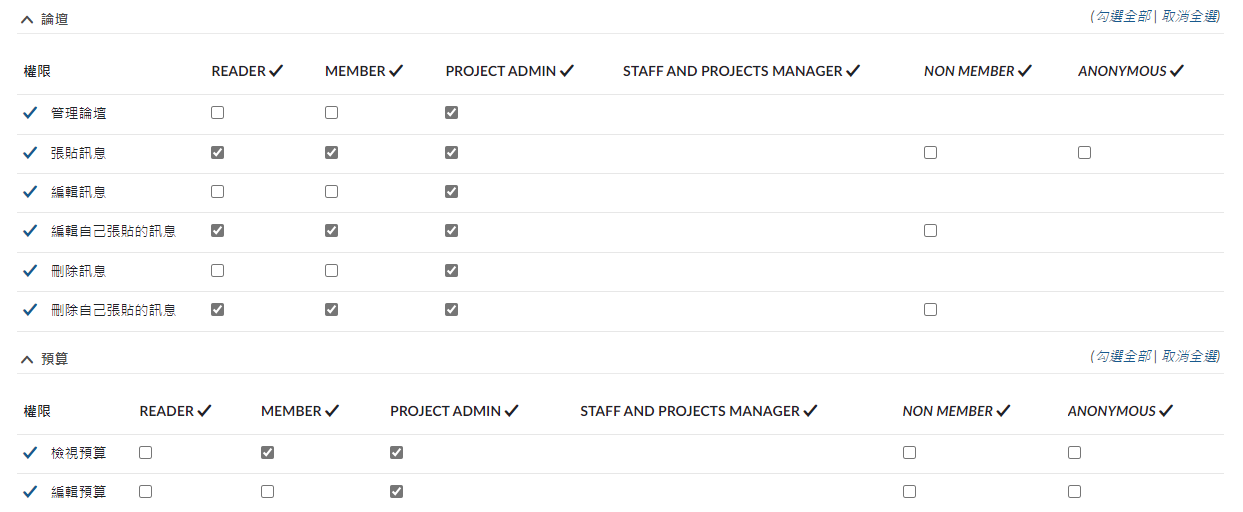 論壇 (勾選全部 | 取消全選)
權限 READER MEMBER PROJECT ADMIN STAFF AND PROJECTS MANAGER NON MEMBER ANONYMOUS
管理論壇
張貼訊息
編輯訊息
編輯自己張貼的訊息
刪除訊息
刪除自己張貼的訊息
預算 (勾選全部 | 取消全選)
權限 READER MEMBER PROJECT ADMIN STAFF AND PROJECTS MANAGER NON MEMBER ANONYMOUS
檢視預算
編輯預算